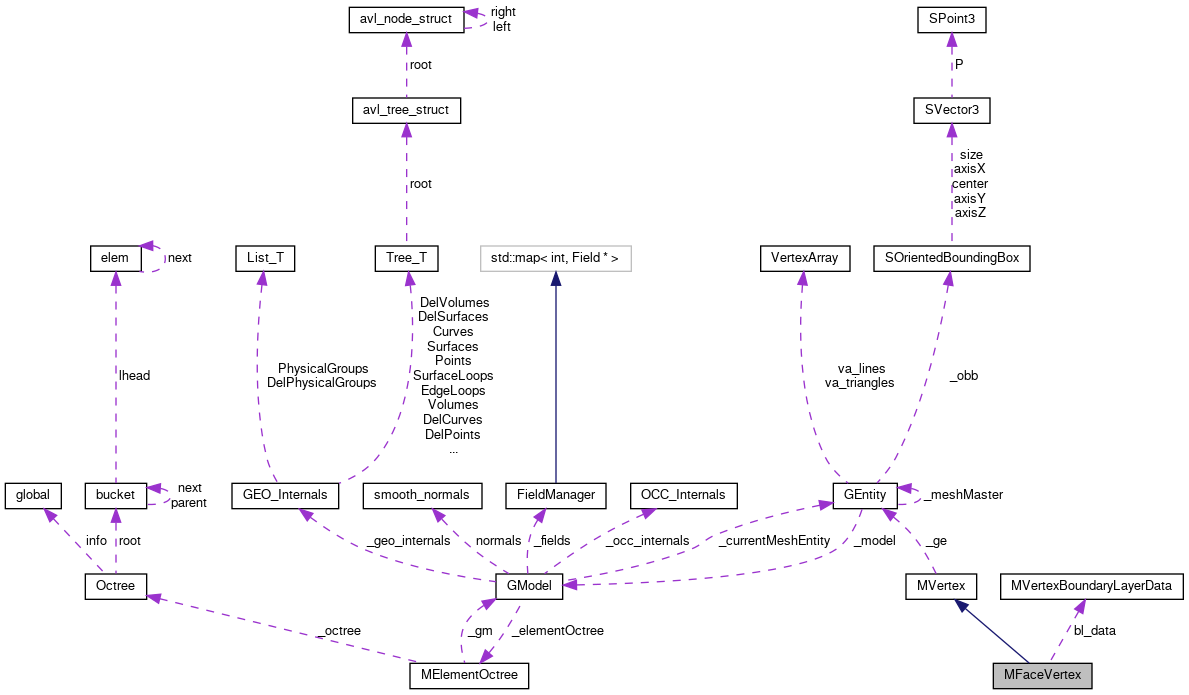 avl_node_struct
right
left
SPoint3
root
P
avl_tree_struct
SVector3
root
size
axisX
center
axisY
axisZ
elem
next
List_T
Tree_T
std::map< int, Field * >
VertexArray
SOrientedBoundingBox
lhead
PhysicalGroups
DelPhysicalGroups
DelVolumes
DelSurfaces
Curves
Surfaces
Points
SurfaceLoops
EdgeLoops
Volumes
DelCurves
DelPoints
...
va_lines
va_triangles
_obb
global
bucket
next
parent
GEO_Internals
smooth_normals
FieldManager
OCC_Internals
GEntity
_meshMaster
info
root
_geo_internals
normals
_fields
_occ_internals
_currentMeshEntity
_model
_ge
Octree
GModel
MVertex
MVertexBoundaryLayerData
_octree
_gm
_elementOctree
bl_data
MElementOctree
MFaceVertex